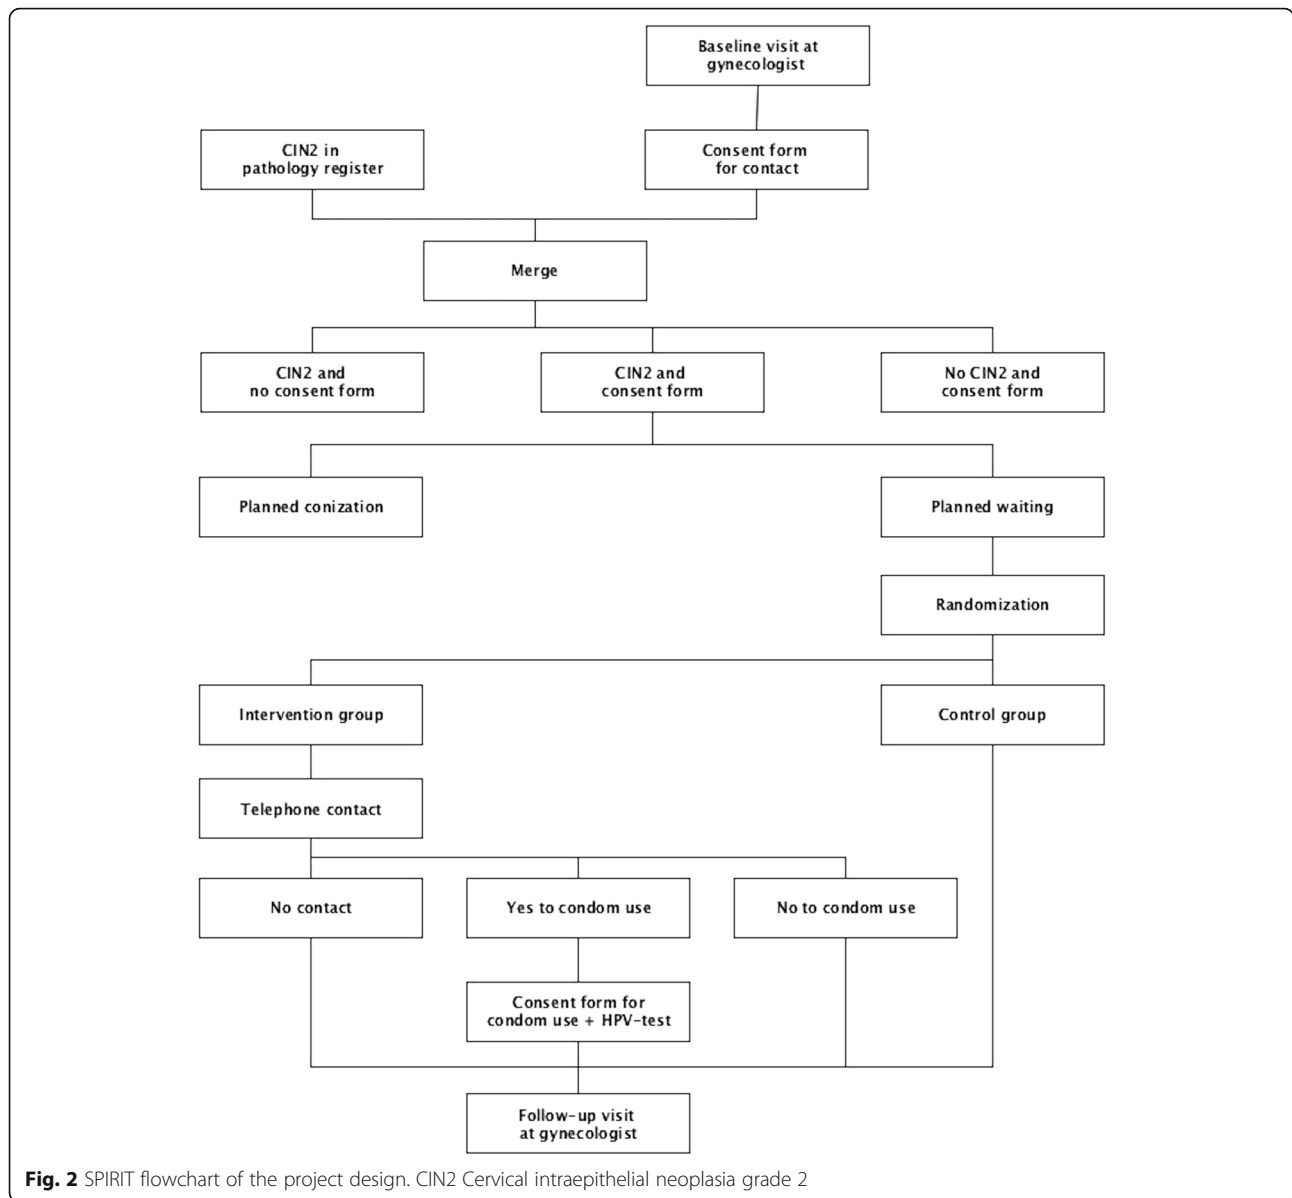 Baseline visit at
gynecologist
CIN2 in
pathology register
Consent form
for contact
Merge
CIN2 and
no consent form
CIN2 and
consent form
No CIN2 and
consent form
Planned conization
Planned waiting
Randomization
Intervention group
Control group
Telephone contact
No contact
Yes to condom use
No to condom use
Consent form for
condom use + HPV-test
Follow-up visit
at gynecologist
Fig. 2 SPIRIT flowchart of the project design. CIN2 Cervical intraepithelial neoplasia grade 2